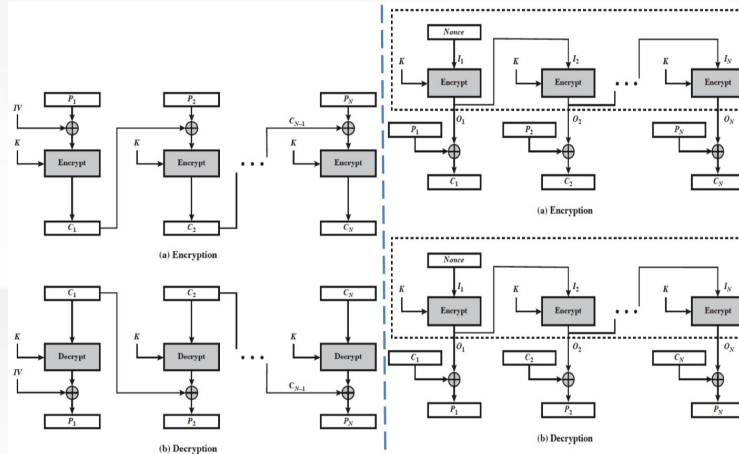 P1 P2 PN
IV
CN–1
K K K
Encrypt Encrypt • • • Encrypt
C1 C2 CN
(a) Encryption
C1 C2 CN
K K K
Decrypt Decrypt • • • Decrypt
IV
CN–1
P1 P2 PN
(b) Decryption
Nonce
I1 I2 IN
K K K
Encrypt Encrypt • • • Encrypt
O1 O2 ON
P1 P2 PN
C1 C2 CN
(a) Encryption
Nonce
I1 I2 IN
K K K
Encrypt Encrypt • • • Encrypt
O1 O2 ON
C1 C2 CN
P1 P2 PN
(b) Decryption